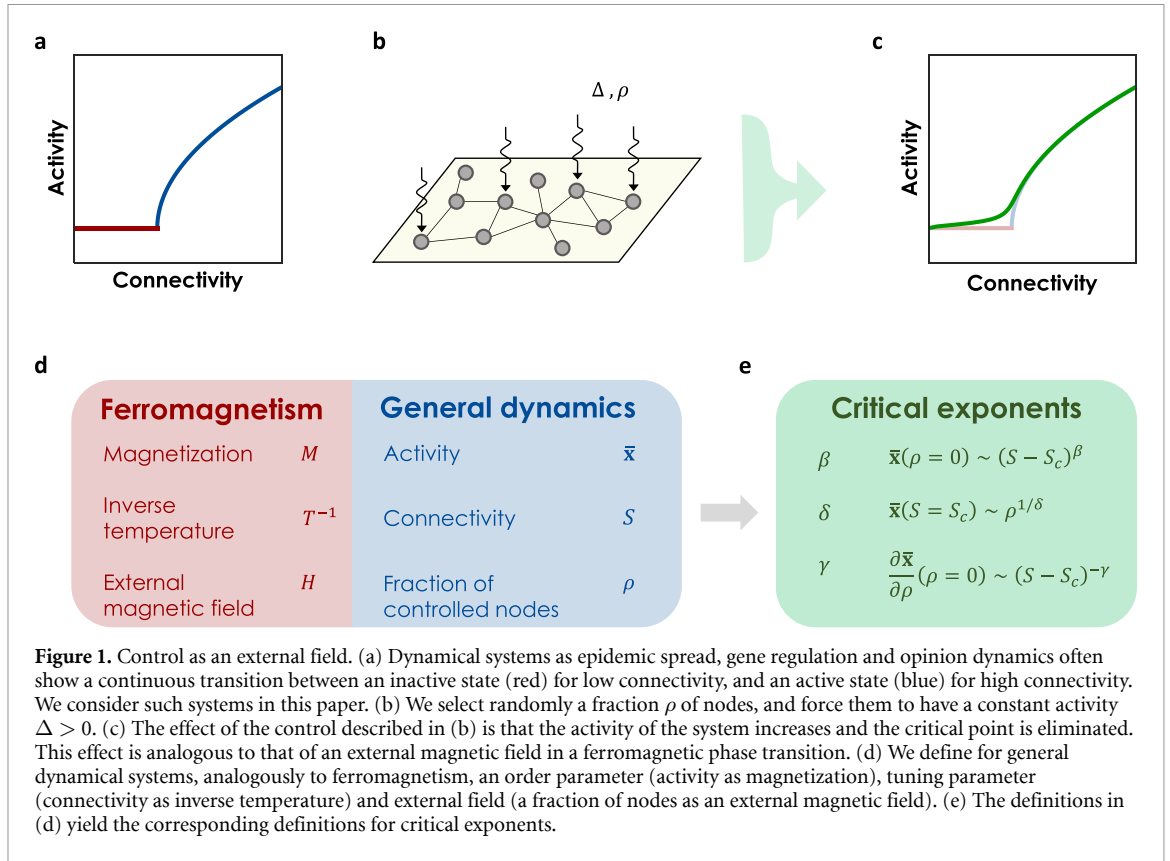 a
b
c
Activity
Connectivity
Δ , ρ
Activity
Connectivity
d
e
Ferromagnetism
General dynamics
Critical exponents
Magnetization M
Activity x̄
β x̄(ρ = 0) ~ (S − S_c)^β
Inverse
temperature T⁻¹
Connectivity S
δ x̄(S = S_c) ~ ρ^{1/δ}
External
magnetic field H
Fraction of
controlled nodes ρ
γ ∂x̄/∂ρ (ρ = 0) ~ (S − S_c)^{−γ}
Figure 1. Control as an external field. (a) Dynamical systems as epidemic spread, gene regulation and opinion dynamics often
show a continuous transition between an inactive state (red) for low connectivity, and an active state (blue) for high connectivity.
We consider such systems in this paper. (b) We select randomly a fraction ρ of nodes, and force them to have a constant activity
Δ > 0. (c) The effect of the control described in (b) is that the activity of the system increases and the critical point is eliminated.
This effect is analogous to that of an external magnetic field in a ferromagnetic phase transition. (d) We define for general
dynamical systems, analogously to ferromagnetism, an order parameter (activity as magnetization), tuning parameter
(connectivity as inverse temperature) and external field (a fraction of nodes as an external magnetic field). (e) The definitions in
(d) yield the corresponding definitions for critical exponents.